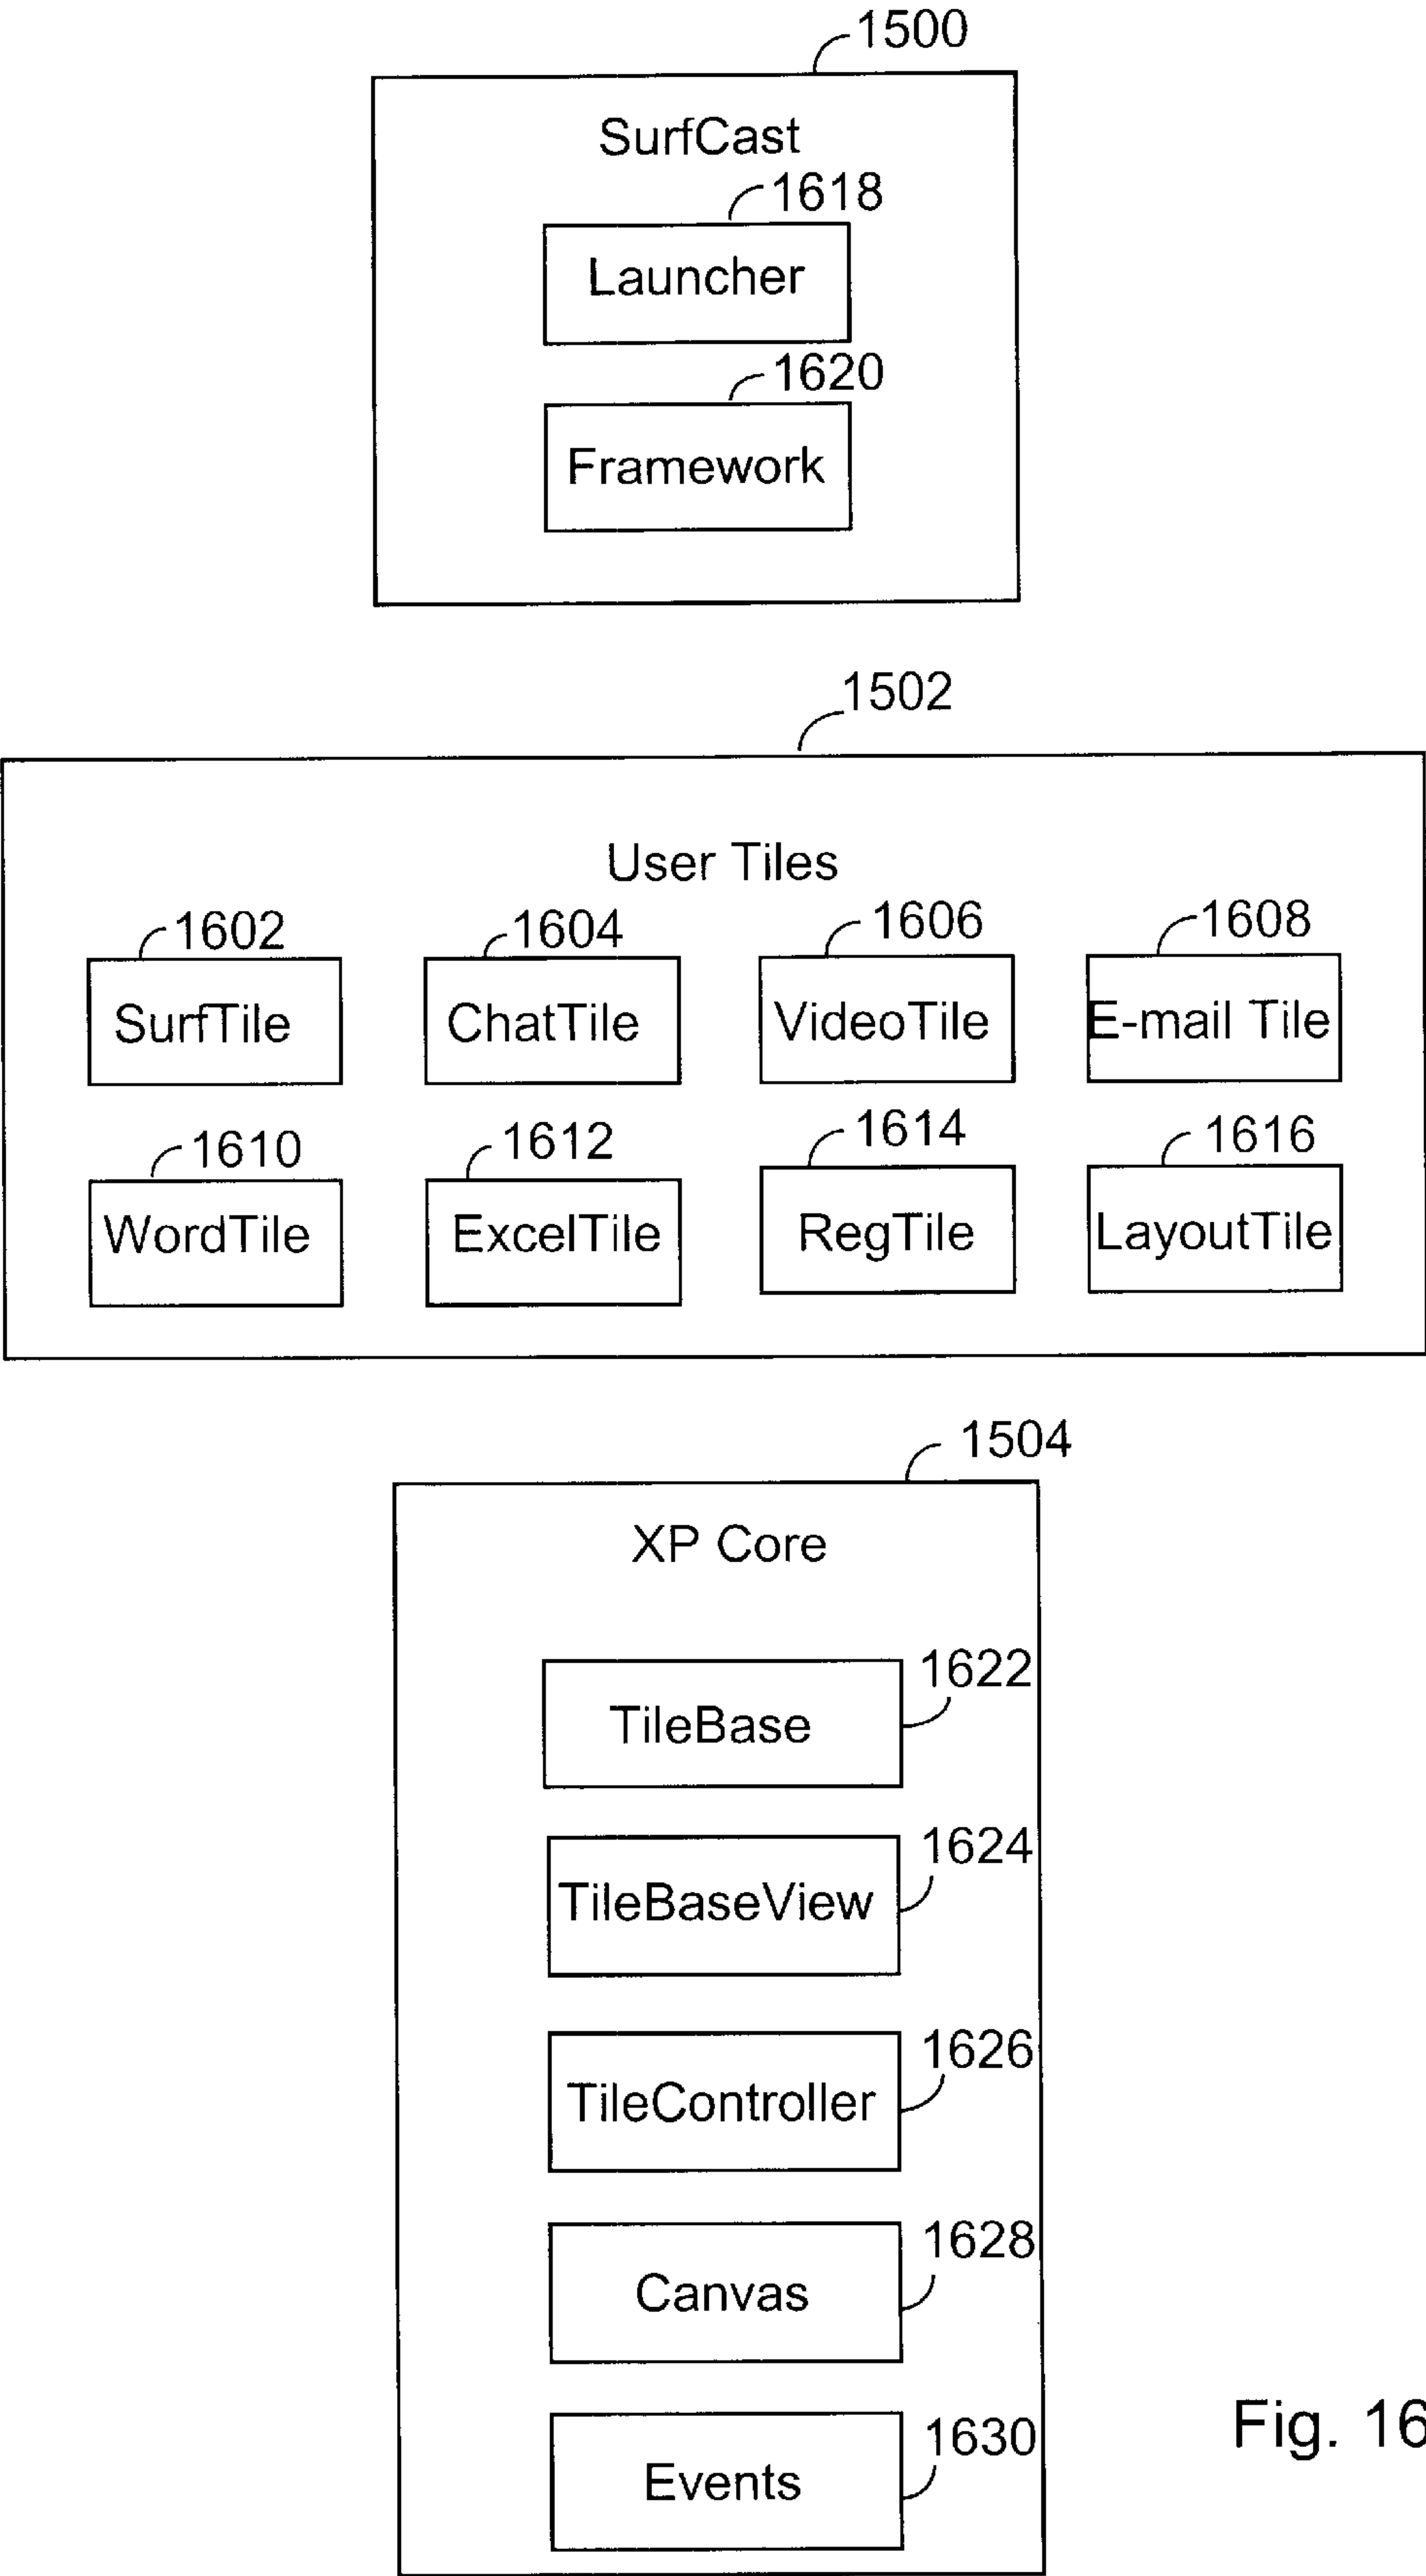 1500
SurfCast
1618
Launcher
1620
Framework
1502
User Tiles
1602 1604 1606 1608
SurfTile ChatTile VideoTile E-mail Tile
1610 1612 1614 1616
WordTile ExcelTile RegTile LayoutTile
1504
XP Core
1622
TileBase
1624
TileBaseView
1626
TileController
1628
Canvas
1630
Events
Fig. 16